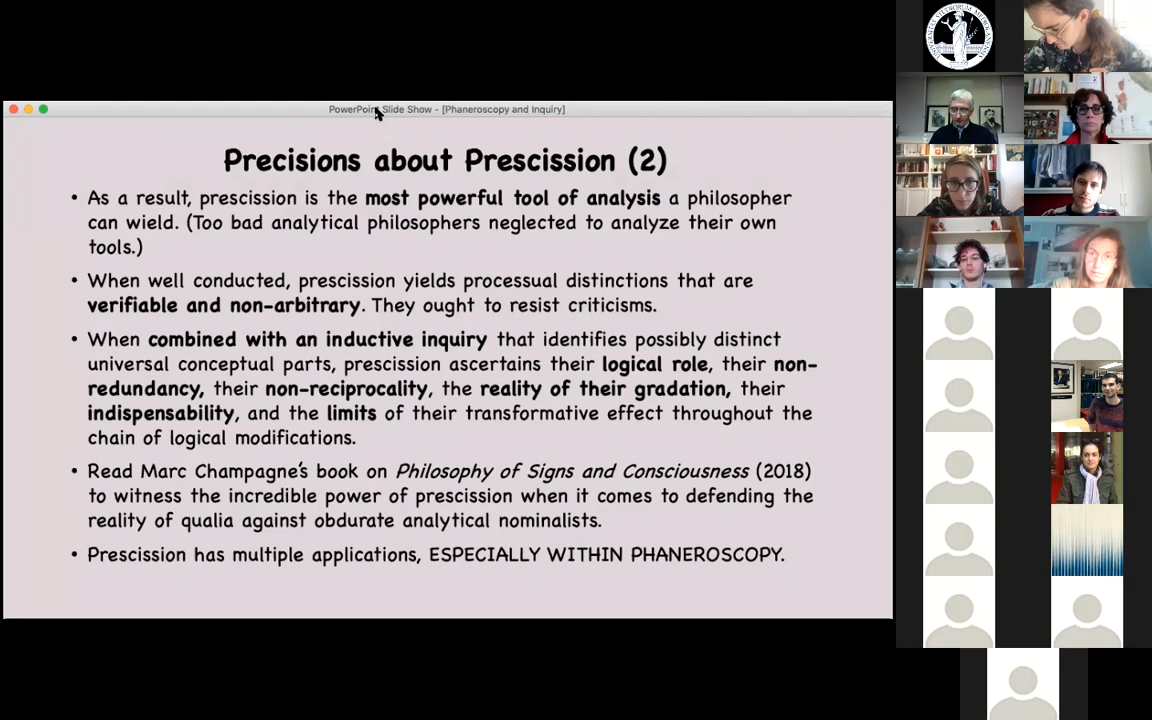 PowerPoint Slide Show - [Phaneroscopy and Inquiry]
Precisions about Prescission (2)
• As a result, prescission is the most powerful tool of analysis a philosopher
can wield. (Too bad analytical philosophers neglected to analyze their own
tools.)
• When well conducted, prescission yields processual distinctions that are
verifiable and non-arbitrary. They ought to resist criticisms.
• When combined with an inductive inquiry that identifies possibly distinct
universal conceptual parts, prescission ascertains their logical role, their non-
redundancy, their non-reciprocality, the reality of their gradation, their
indispensability, and the limits of their transformative effect throughout the
chain of logical modifications.
• Read Marc Champagne's book on Philosophy of Signs and Consciousness (2018)
to witness the incredible power of prescission when it comes to defending the
reality of qualia against obdurate analytical nominalists.
• Prescission has multiple applications, ESPECIALLY WITHIN PHANEROSCOPY.